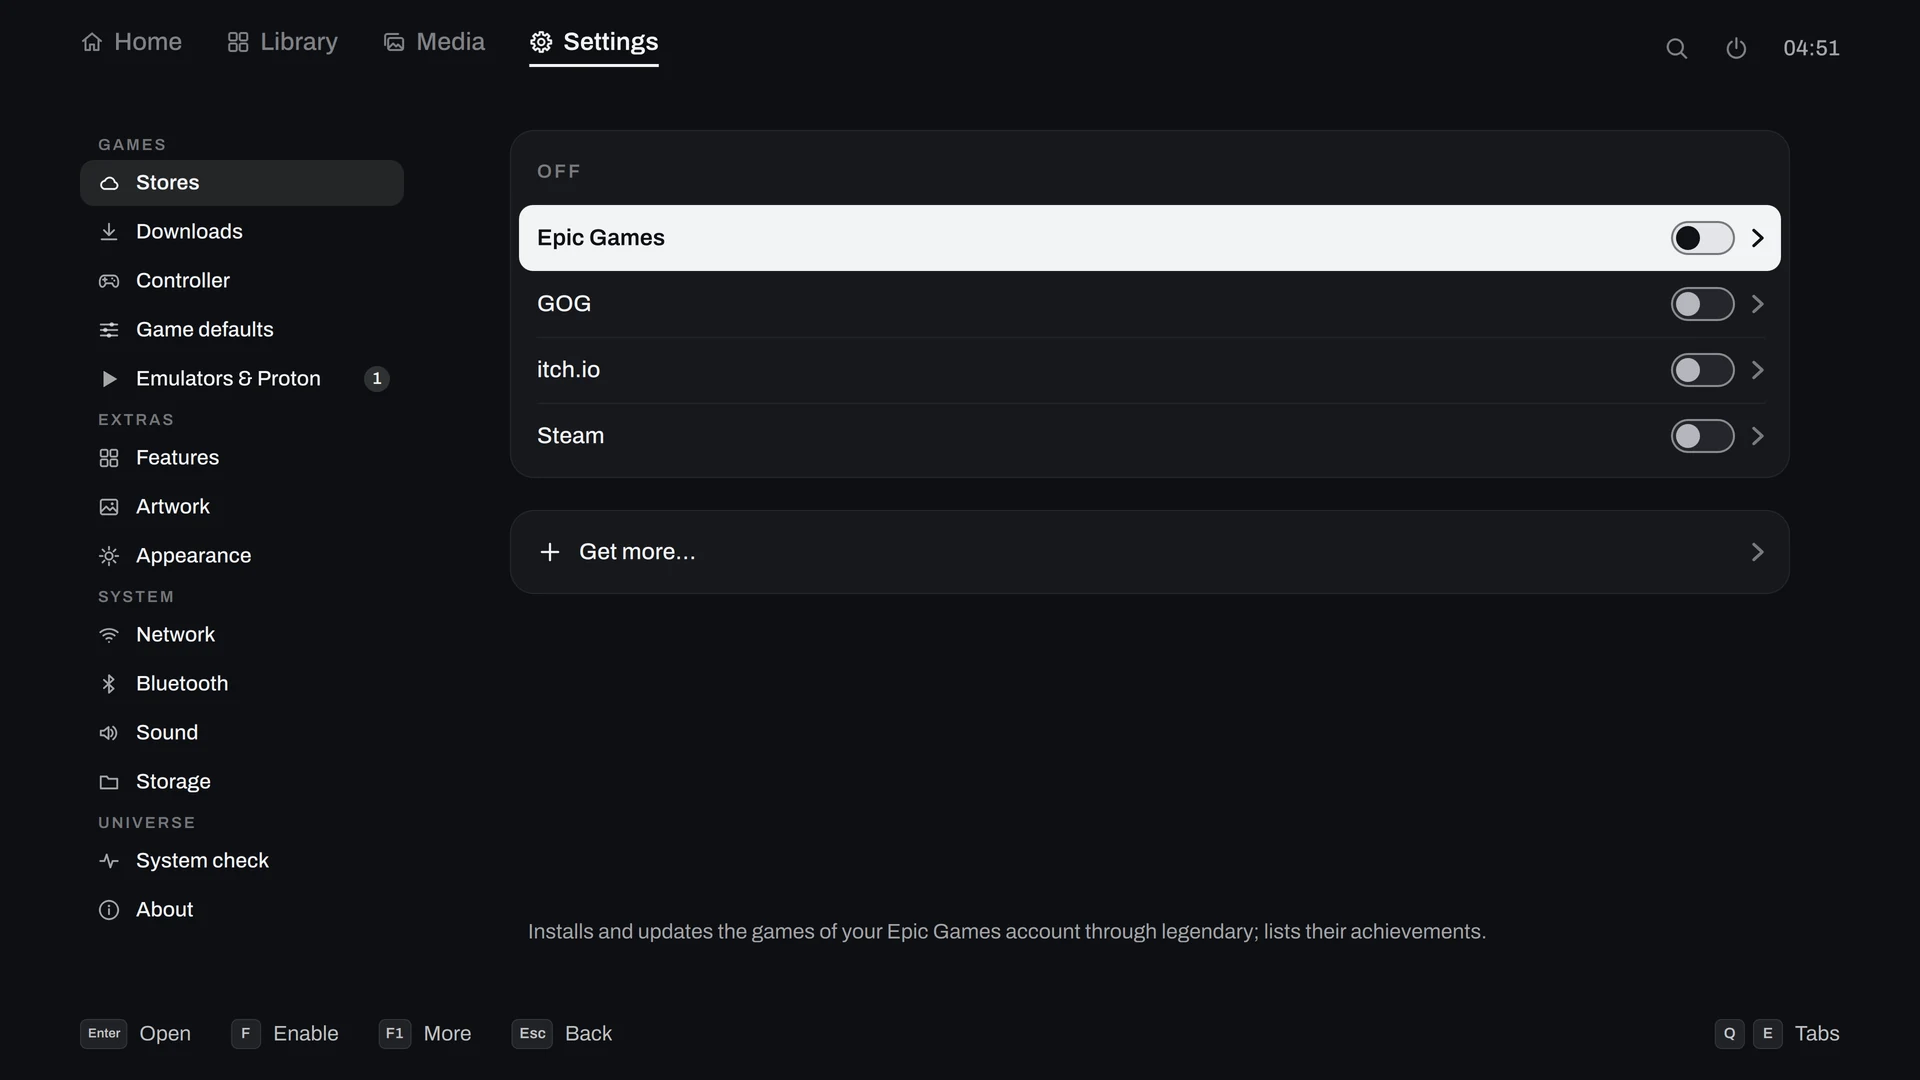 Home
Library
Media
Settings
04:51
GAMES
Stores
Downloads
Controller
Game defaults
Emulators & Proton
1
EXTRAS
Features
Artwork
Appearance
SYSTEM
Network
Bluetooth
Sound
Storage
UNIVERSE
System check
About
OFF
Epic Games
GOG
itch.io
Steam
Get more...
Installs and updates the games of your Epic Games account through legendary; lists their achievements.
Enter Open
F Enable
F1 More
Esc Back
Q E Tabs